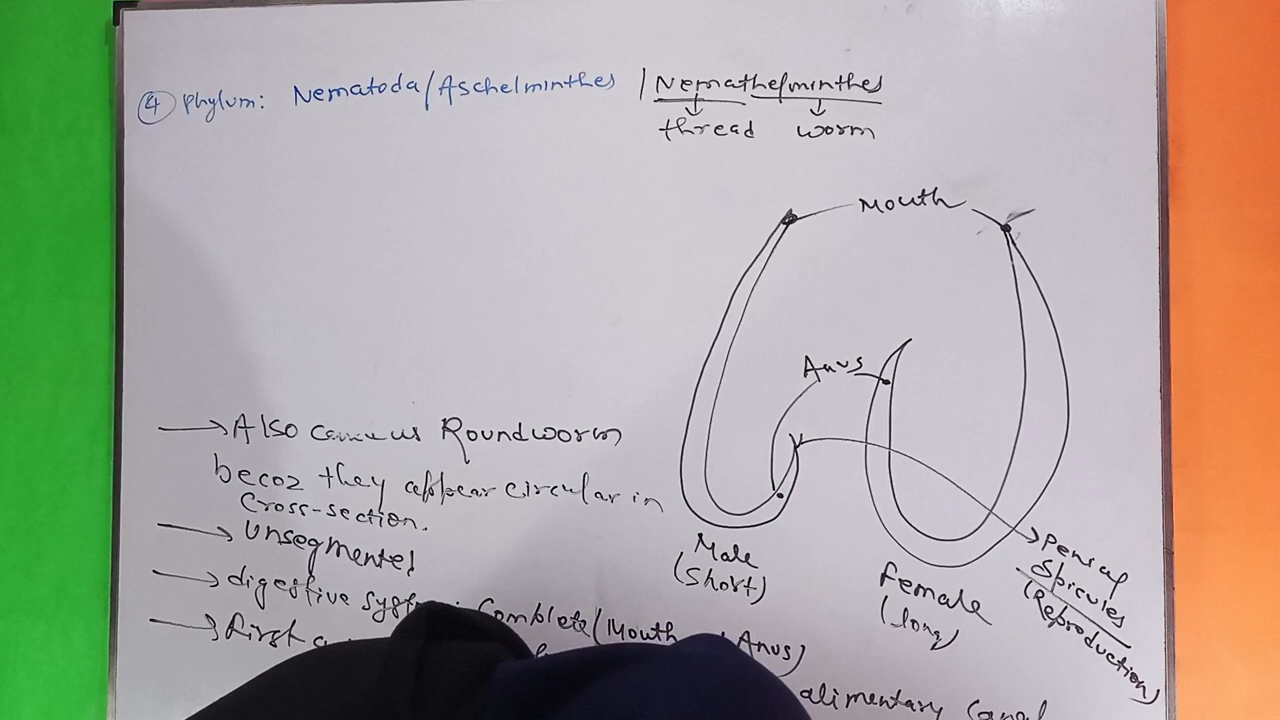 ④ Phylum: Nematoda/Aschelminthes /Nemathelminthes
thread worm
Mouth
Anus
→ Also Roundworm
becoz they appear circular in
Cross-section.
→ Unsegmented
→ digestive system: Complete (Mouth Anus)
→ first
alimentary Canal
Male
(Short)
female
(long)
→ penial
Spicules
(Reproduction)